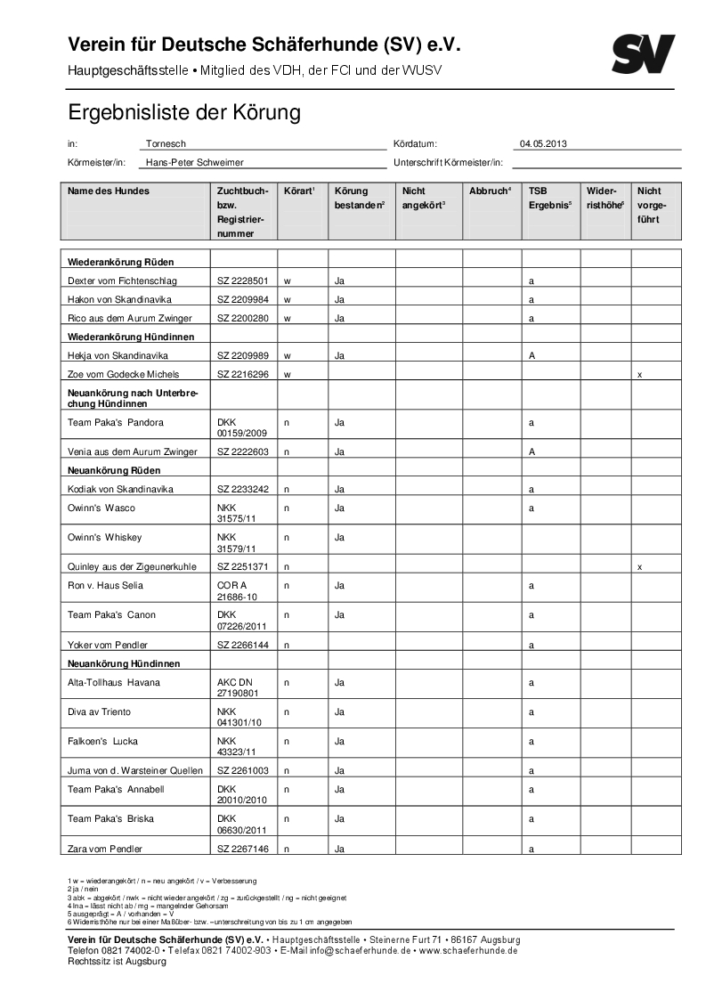 Verein für Deutsche Schäferhunde (SV) e.V.
SV
Hauptgeschäftsstelle • Mitglied des VDH, der FCI und der WUSV
Ergebnisliste der Körung
in: Tornesch Kördatum: 04.05.2013
Körmeister/in: Hans-Peter Schweimer Unterschrift Körmeister/in:
Name des Hundes Zuchtbuch- Körart¹ Körung Nicht Abbruch⁴ TSB Wider- Nicht
bzw. bestanden² angekört³ Ergebnis⁵ risthöhe⁶ vorge-
Registrier- führt
nummer
Wiederankörung Rüden
Dexter vom Fichtenschlag SZ 2228501 w Ja a
Hakon von Skandinavika SZ 2209984 w Ja a
Rico aus dem Aurum Zwinger SZ 2200280 w Ja a
Wiederankörung Hündinnen
Hekja von Skandinavika SZ 2209989 w Ja A
Zoe vom Godecke Michels SZ 2216296 w x
Neuankörung nach Unterbre-
chung Hündinnen
Team Paka's Pandora DKK n Ja a
00159/2009
Venia aus dem Aurum Zwinger SZ 2222603 n Ja A
Neuankörung Rüden
Kodiak von Skandinavika SZ 2233242 n Ja a
Owinn's Wasco NKK n Ja a
31575/11
Owinn's Whiskey NKK n Ja
31579/11
Quinley aus der Zigeunerkuhle SZ 2251371 n x
Ron v. Haus Selia COR A n Ja a
21686-10
Team Paka's Canon DKK n Ja a
07226/2011
Yoker vom Pendler SZ 2266144 n a
Neuankörung Hündinnen
Alta-Tollhaus Havana AKC DN n Ja a
27190801
Diva av Triento NKK n Ja a
041301/10
Falkoen's Lucka NKK n Ja a
43323/11
Juma von d. Warsteiner Quellen SZ 2261003 n Ja a
Team Paka's Annabell DKK n Ja a
20010/2010
Team Paka's Briska DKK n Ja a
06630/2011
Zara vom Pendler SZ 2267146 n Ja a
1 w = wiederangekört / n = neu angekört / v = Verbesserung
2 ja / nein
3 abk = abgekört / nwk = nicht wieder angekört / zg = zurückgestellt / ng = nicht geeignet
4 lna = lässt nicht ab / mg = mangelnder Gehorsam
5 ausgeprägt = A / vorhanden = V
6 Widerristhöhe nur bei einer Maßüber- bzw. –unterschreitung von bis zu 1 cm angegeben
Verein für Deutsche Schäferhunde (SV) e.V. • Hauptgeschäftsstelle • Steinerne Furt 71 • 86167 Augsburg
Telefon 0821 74002-0 • Telefax 0821 74002-903 • E-Mail info@schaeferhunde.de • www.schaeferhunde.de
Rechtssitz ist Augsburg